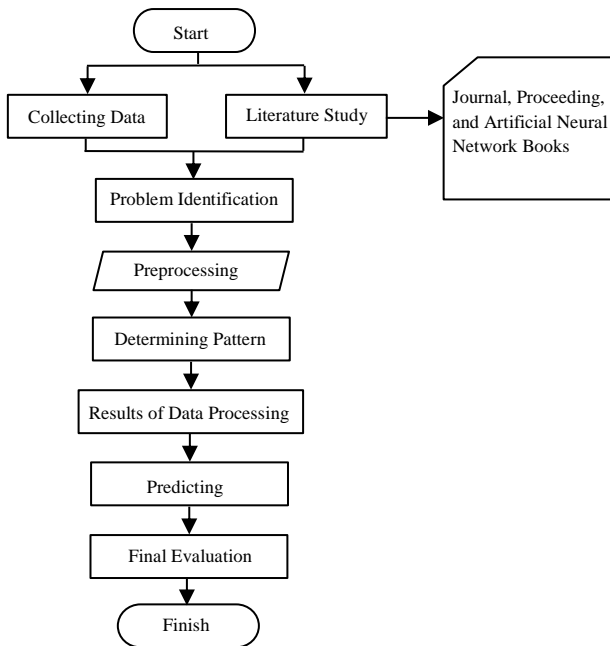 Start
Collecting Data
Literature Study
Journal, Proceeding,
and Artificial Neural
Network Books
Problem Identification
Preprocessing
Determining Pattern
Results of Data Processing
Predicting
Final Evaluation
Finish